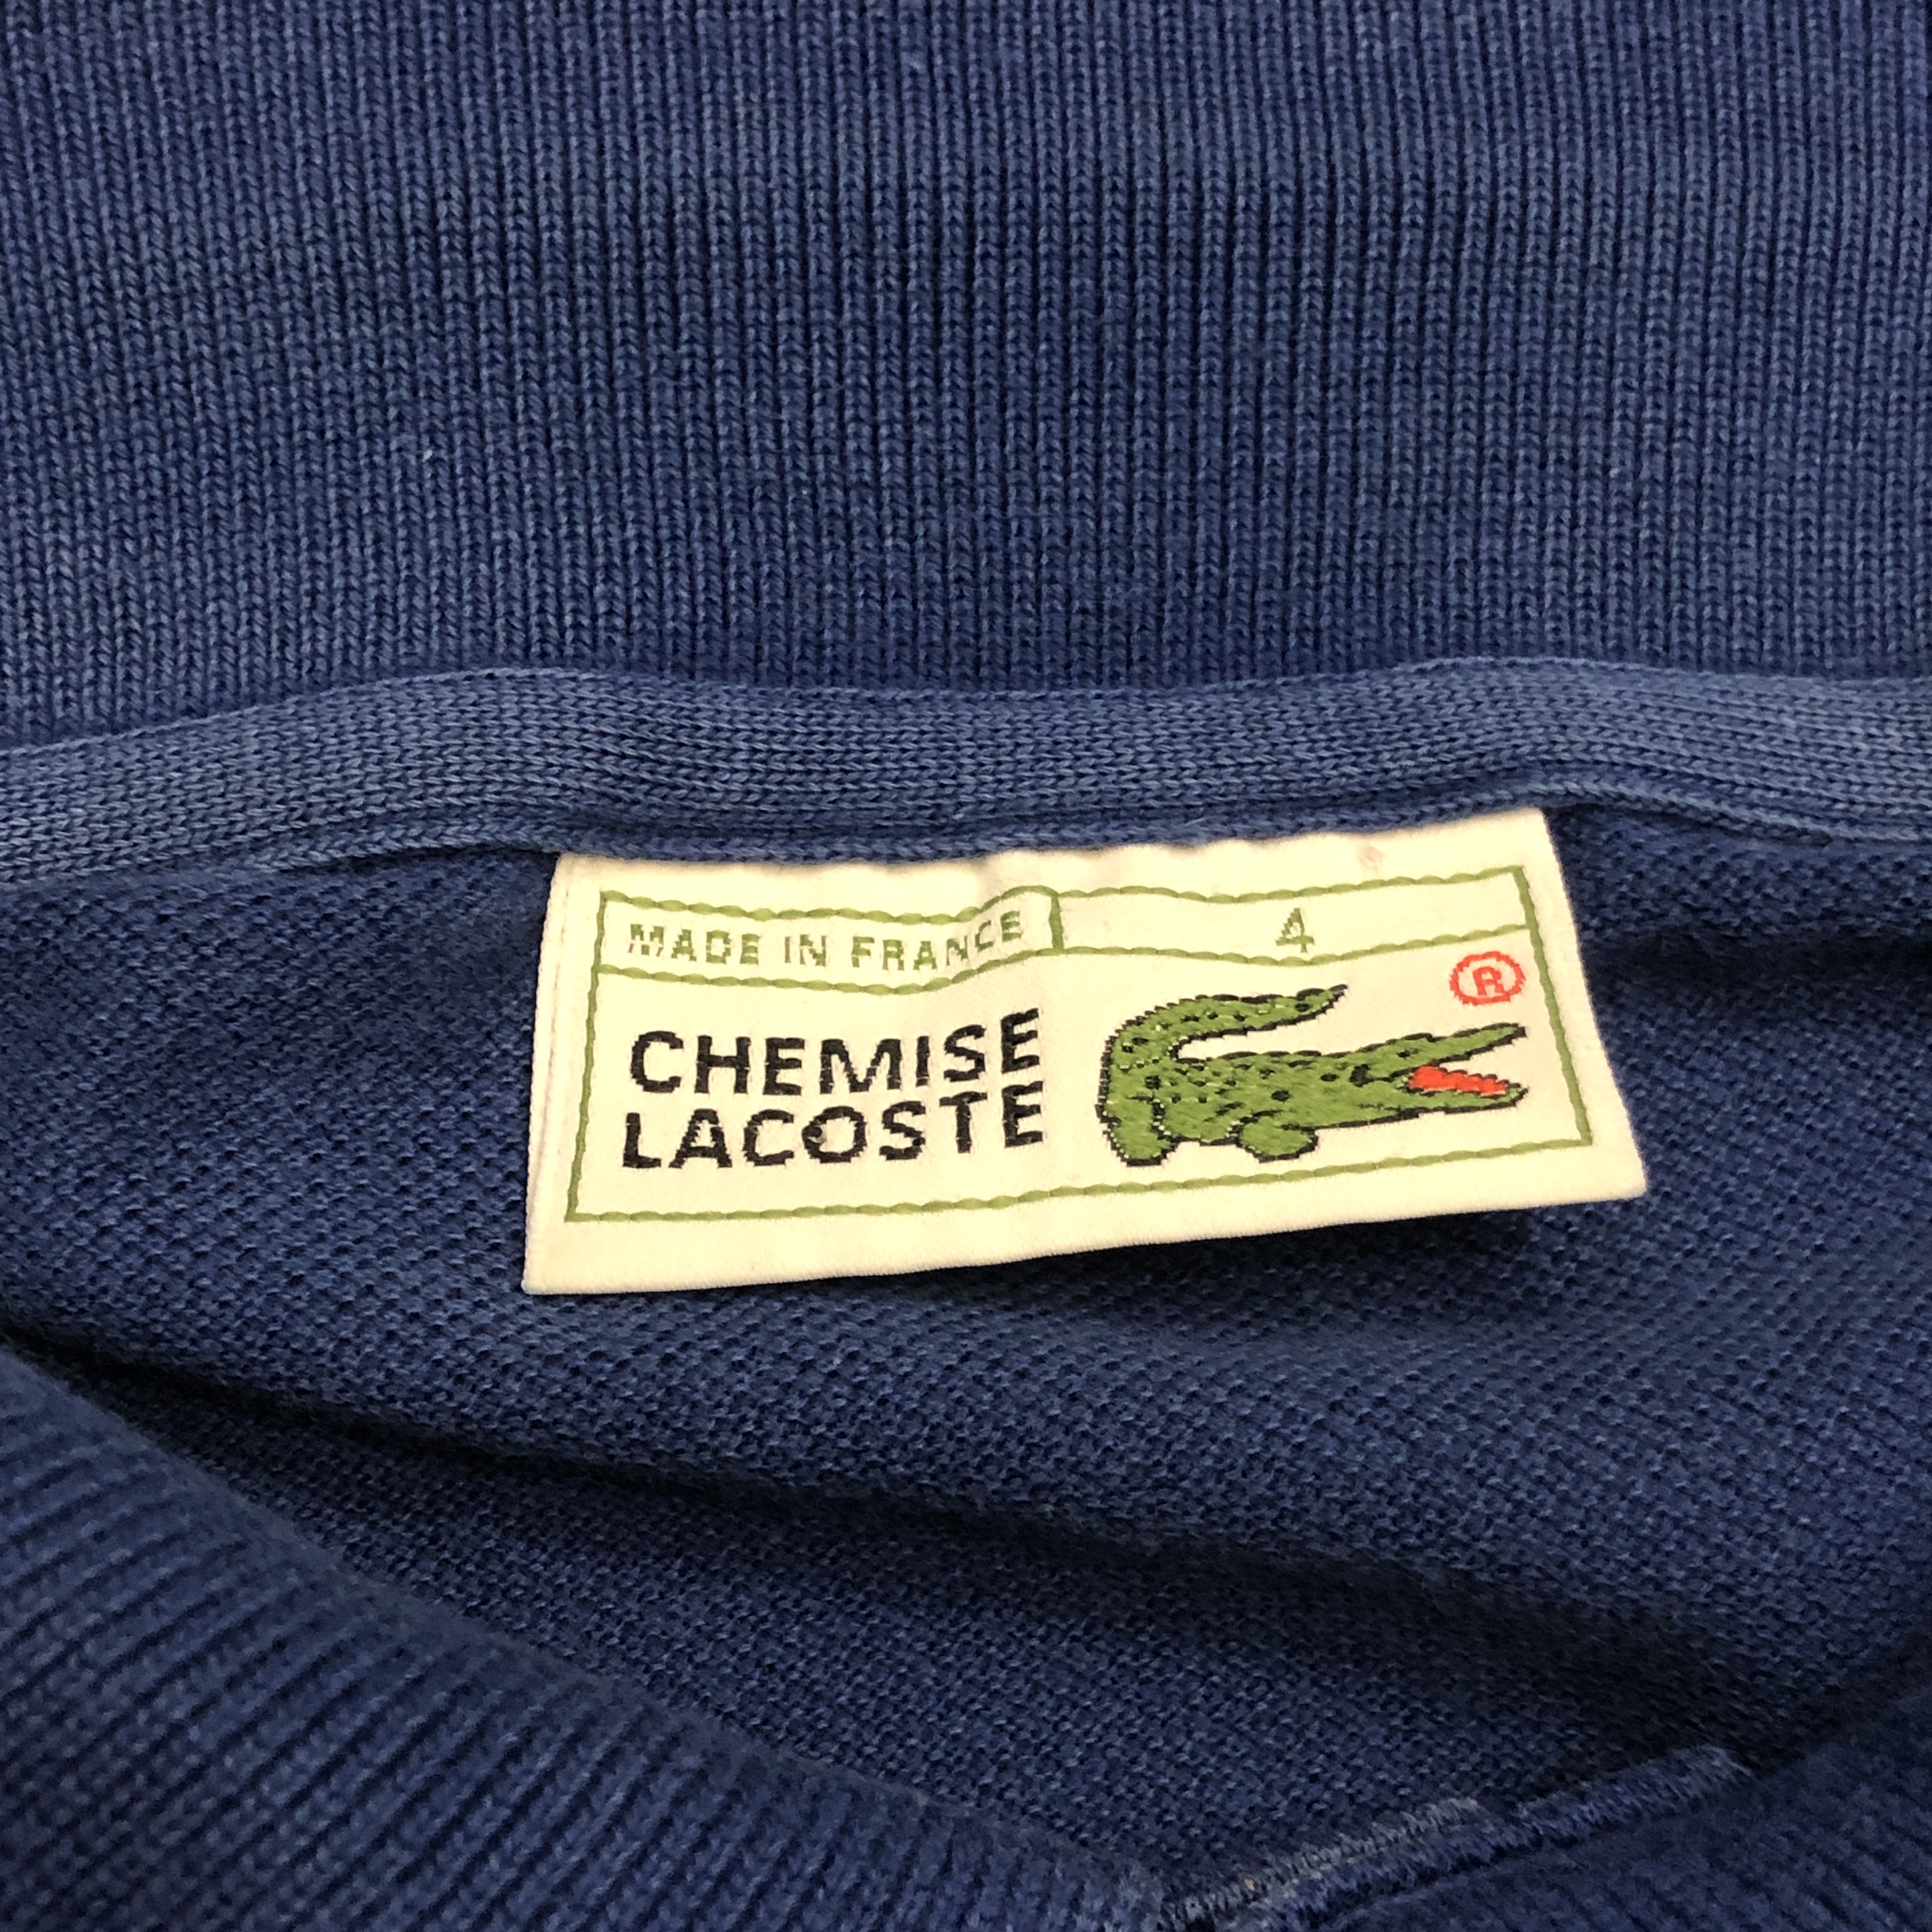 MADE IN FRANCE 4
®
CHEMISE
LACOSTE